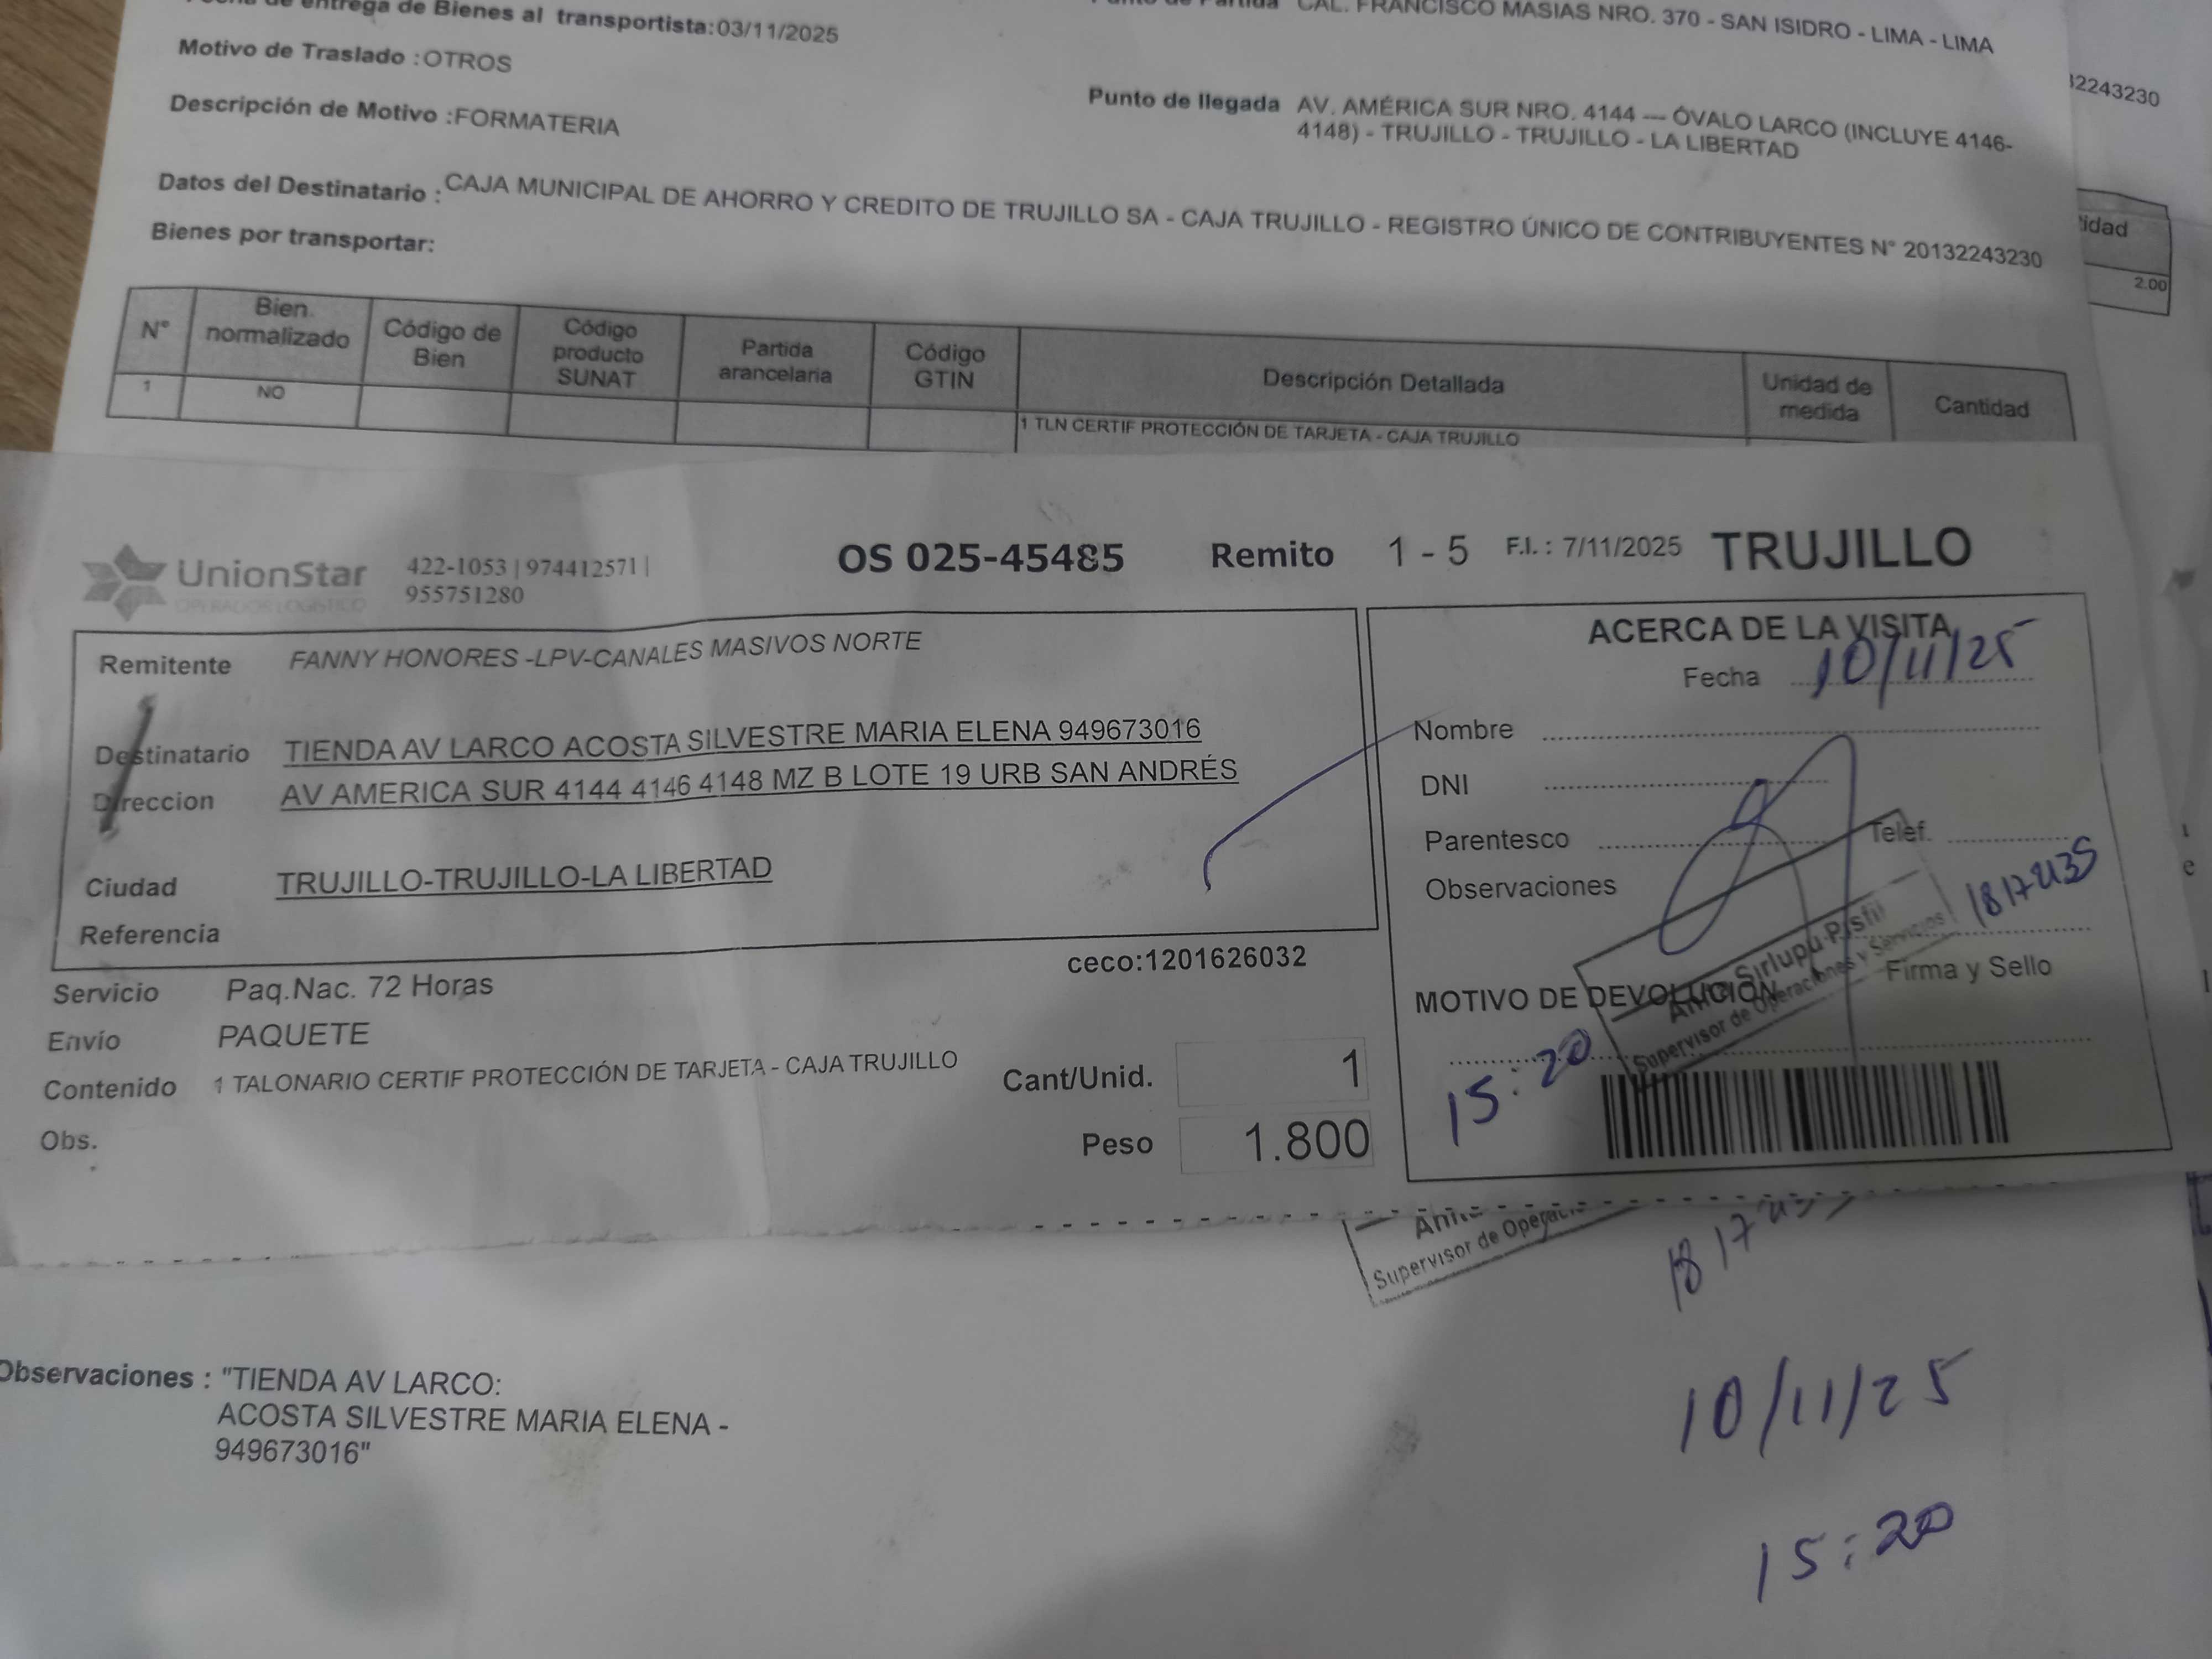 de entrega de Bienes al transportista:03/11/2025
CAL. FRANCISCO MASIAS NRO. 370 - SAN ISIDRO - LIMA - LIMA
Motivo de Traslado :OTROS
Descripción de Motivo :FORMATERIA
Punto de llegada AV. AMÉRICA SUR NRO. 4144 — ÓVALO LARCO (INCLUYE 4146-
4148) - TRUJILLO - TRUJILLO - LA LIBERTAD
2243230
Datos del Destinatario : CAJA MUNICIPAL DE AHORRO Y CREDITO DE TRUJILLO SA - CAJA TRUJILLO - REGISTRO ÚNICO DE CONTRIBUYENTES N° 20132243230
Bienes por transportar:
tidad
2.00
N° Bien normalizado Código de Bien Código producto SUNAT Partida arancelaria Código GTIN Descripción Detallada Unidad de medida Cantidad
1 NO 1 TLN CERTIF PROTECCIÓN DE TARJETA - CAJA TRUJILLO
UnionStar
OPERADOR LOGISTICO
422-1053 | 974412571 |
955751280
OS 025-45485 Remito 1 - 5 F.I. : 7/11/2025 TRUJILLO
Remitente FANNY HONORES -LPV-CANALES MASIVOS NORTE
Destinatario TIENDA AV LARCO ACOSTA SILVESTRE MARIA ELENA 949673016
Direccion AV AMERICA SUR 4144 4146 4148 MZ B LOTE 19 URB SAN ANDRÉS
Ciudad TRUJILLO-TRUJILLO-LA LIBERTAD
Referencia
ceco:1201626032
Servicio Paq.Nac. 72 Horas
Envío PAQUETE
Contenido 1 TALONARIO CERTIF PROTECCIÓN DE TARJETA - CAJA TRUJILLO
Obs.
Cant/Unid. 1
Peso 1.800
ACERCA DE LA VISITA
Fecha 10/11/25
Nombre
DNI
Parentesco Telef.
Observaciones
Sirlupu
Supervisor de Operaciones y Servicios
Firma y Sello
MOTIVO DE DEVOLUCIÓN
15:20
Supervisor de
Observaciones : "TIENDA AV LARCO:
ACOSTA SILVESTRE MARIA ELENA -
949673016"
10/11/25
15:20